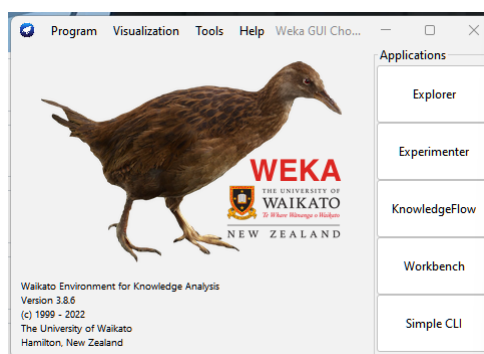 Program Visualization Tools Help Weka GUI Cho...
Applications
Explorer
Experimenter
KnowledgeFlow
Workbench
Simple CLI
WEKA
THE UNIVERSITY OF
WAIKATO
Te Whare Wānanga o Waikato
NEW ZEALAND
Waikato Environment for Knowledge Analysis
Version 3.8.6
(c) 1999 - 2022
The University of Waikato
Hamilton, New Zealand